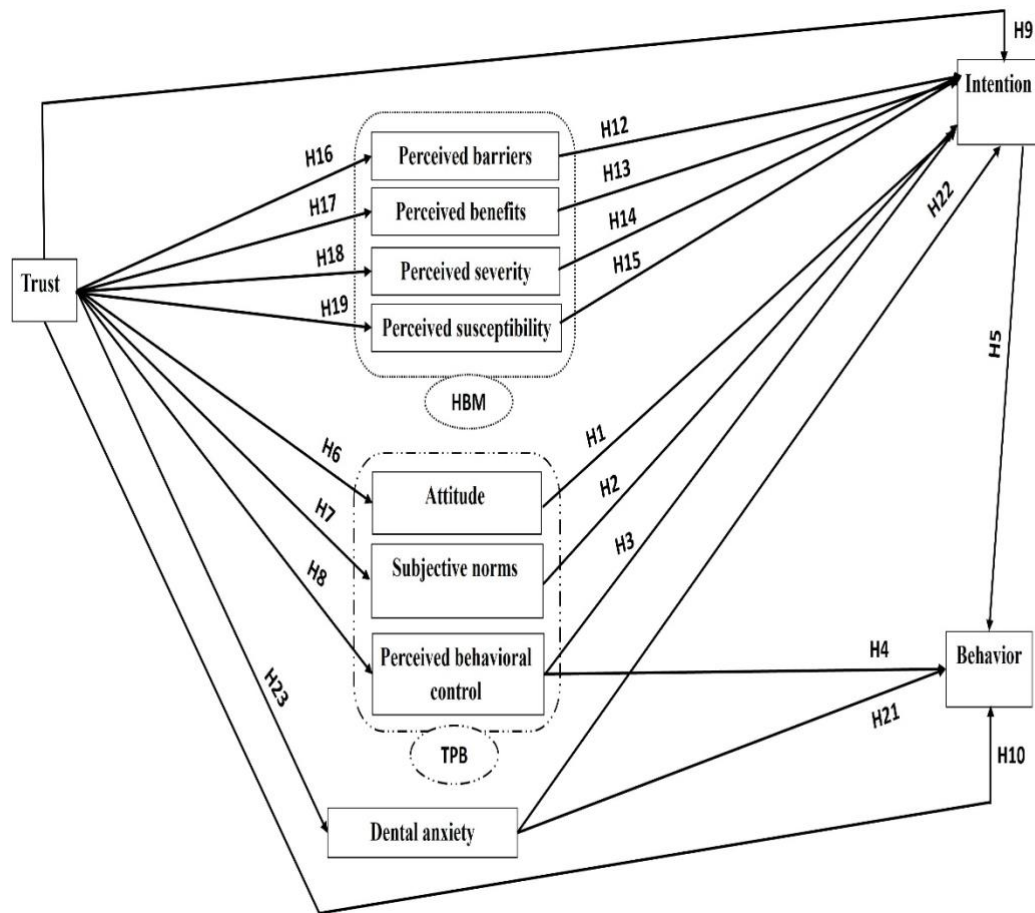 H9
Intention
H12
H16
Perceived barriers
H13
H17
Perceived benefits
H14
H22
H18
Perceived severity
H15
Trust
H19
Perceived susceptibility
H5
HBM
H6
H1
Attitude
H2
H7
Subjective norms
H3
H8
Perceived behavioral
control
H4
Behavior
H23
H21
TPB
H10
Dental anxiety